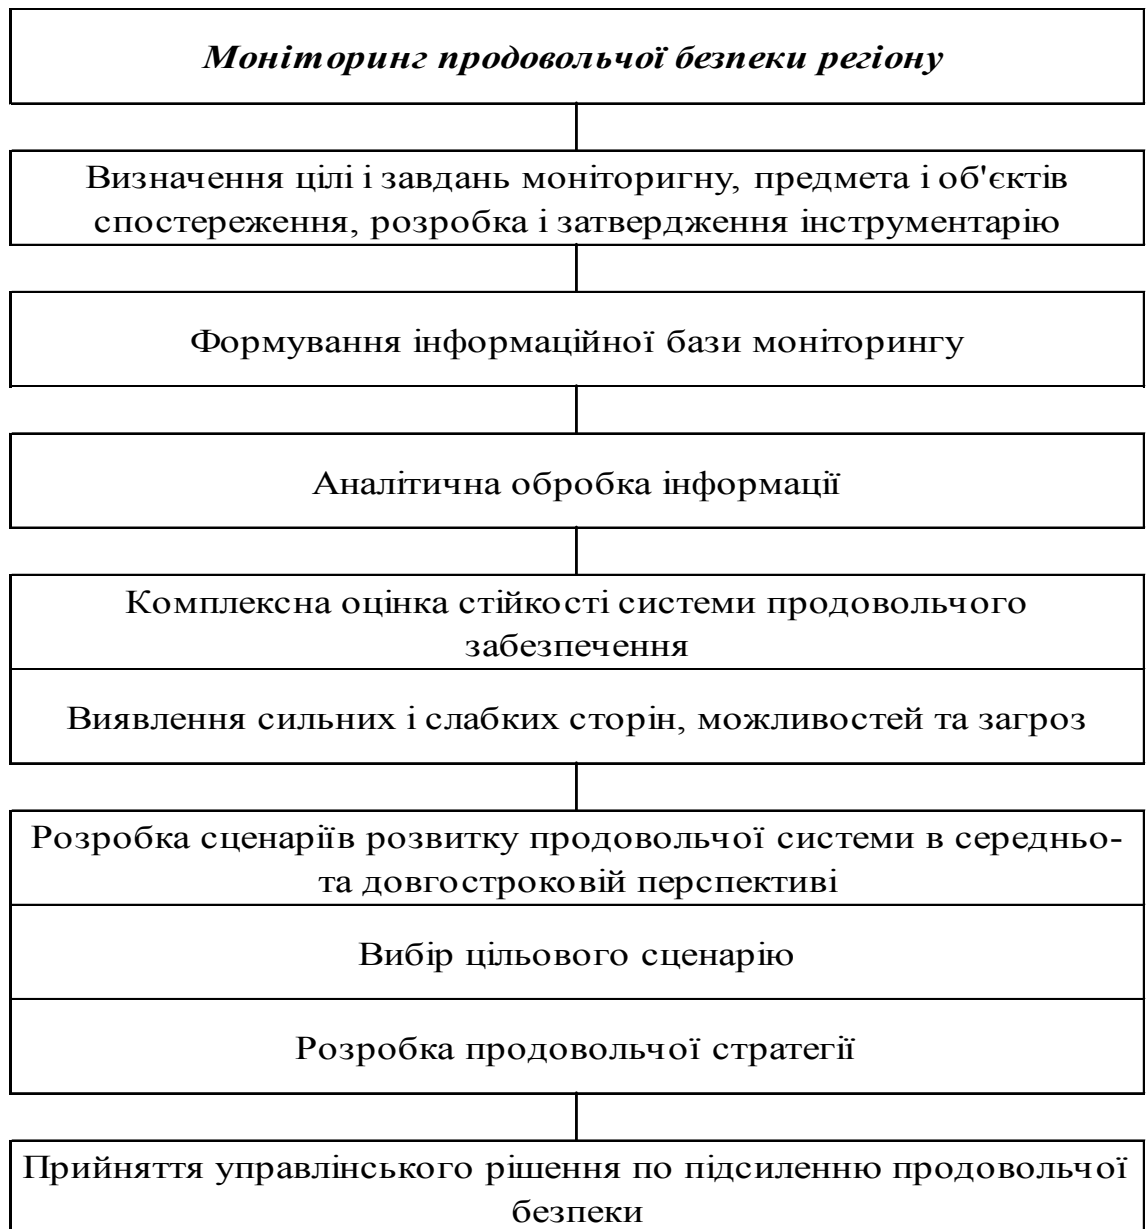 Моніторинг продовольчої безпеки регіону
Визначення цілі і завдань моніторигну, предмета і об'єктів
спостереження, розробка і затвердження інструментарію
Формування інформаційної бази моніторингу
Аналітична обробка інформації
Комплексна оцінка стійкості системи продовольчого
забезпечення
Виявлення сильних і слабких сторін, можливостей та загроз
Розробка сценаріїв розвитку продовольчої системи в середньо-
та довгостроковій перспективі
Вибір цільового сценарію
Розробка продовольчої стратегії
Прийняття управлінського рішення по підсиленню продовольчої
безпеки